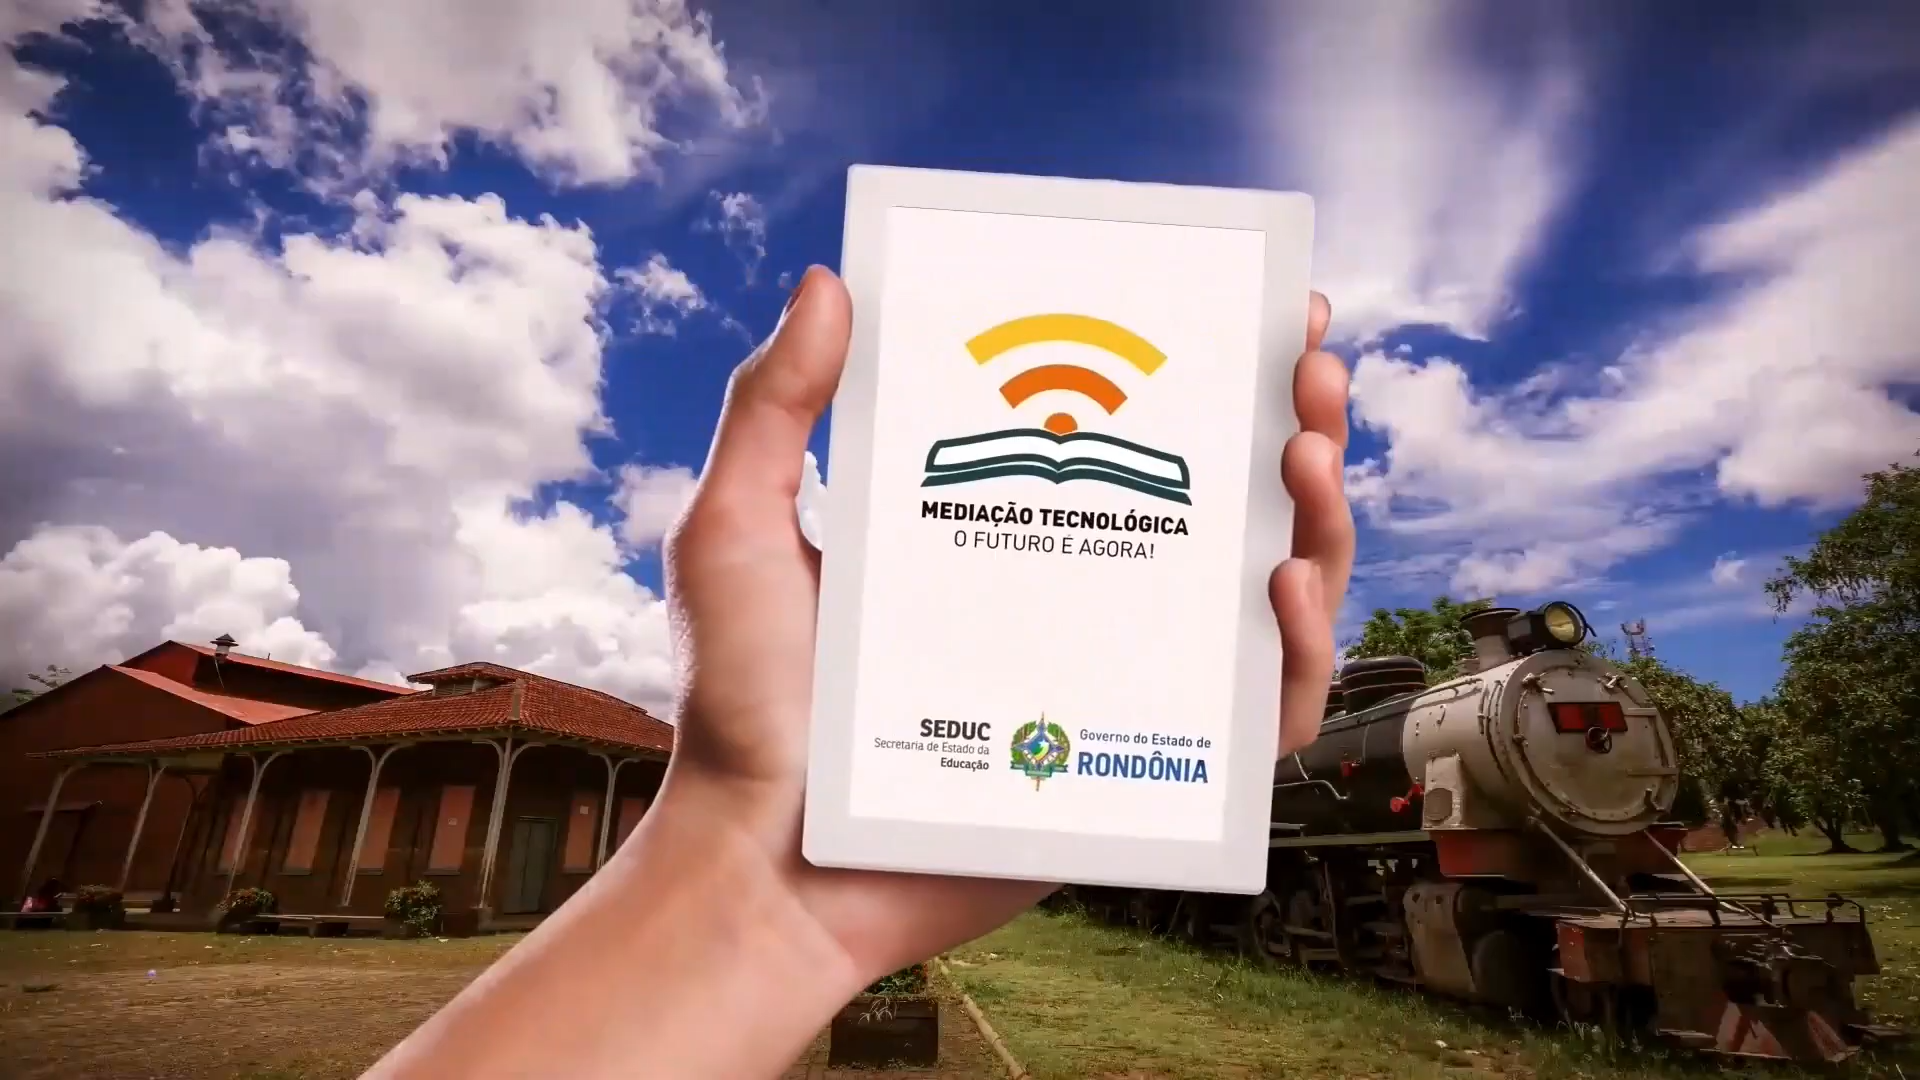 MEDIAÇÃO TECNOLÓGICA
O FUTURO É AGORA!
SEDUC
Secretaria de Estado da
Educação
Governo do Estado de
RONDÔNIA